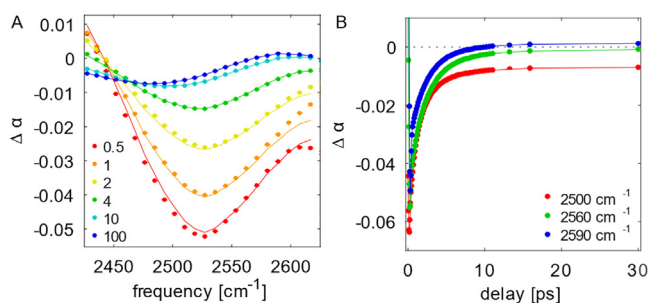 A
0.01
0
-0.01
-0.02
-0.03
-0.04
-0.05
Δ α
0.5
1
2
4
10
100
2450
2500
2550
2600
frequency [cm-1]
B
0
-0.02
-0.04
-0.06
Δ α
2500 cm -1
2560 cm -1
2590 cm -1
0
10
20
30
delay [ps]